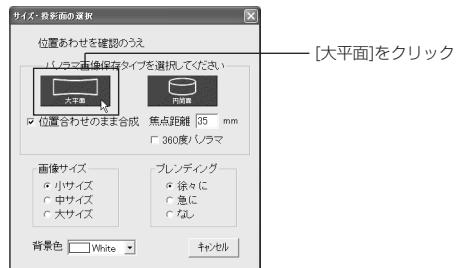 サイズ・投影面の選択
位置あわせを確認のうえ
パノラマ画像保存タイプを選択してください
[大平面]をクリック
大平面
円筒面
位置合わせのまま合成 焦点距離 35 mm
360度パノラマ
画像サイズ
小サイズ
中サイズ
大サイズ
ブレンディング
徐々に
急に
なし
背景色 White
キャンセル